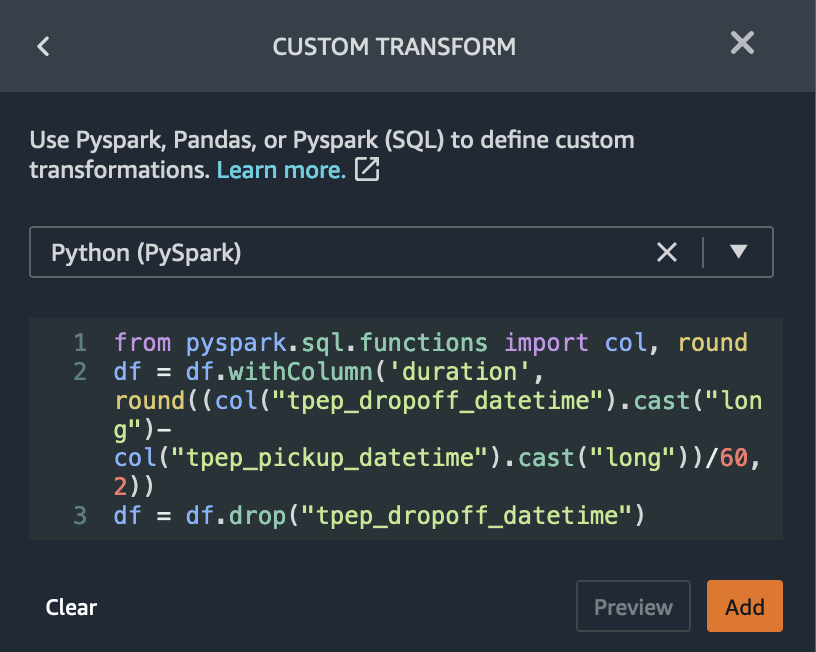 CUSTOM TRANSFORM
Use Pyspark, Pandas, or Pyspark (SQL) to define custom
transformations. Learn more.
Python (PySpark)
1 from pyspark.sql.functions import col, round
2 df = df.withColumn('duration',
round((col("tpep_dropoff_datetime").cast("lon
g")-
col("tpep_pickup_datetime").cast("long"))/60,
2))
3 df = df.drop("tpep_dropoff_datetime")
Clear Preview Add